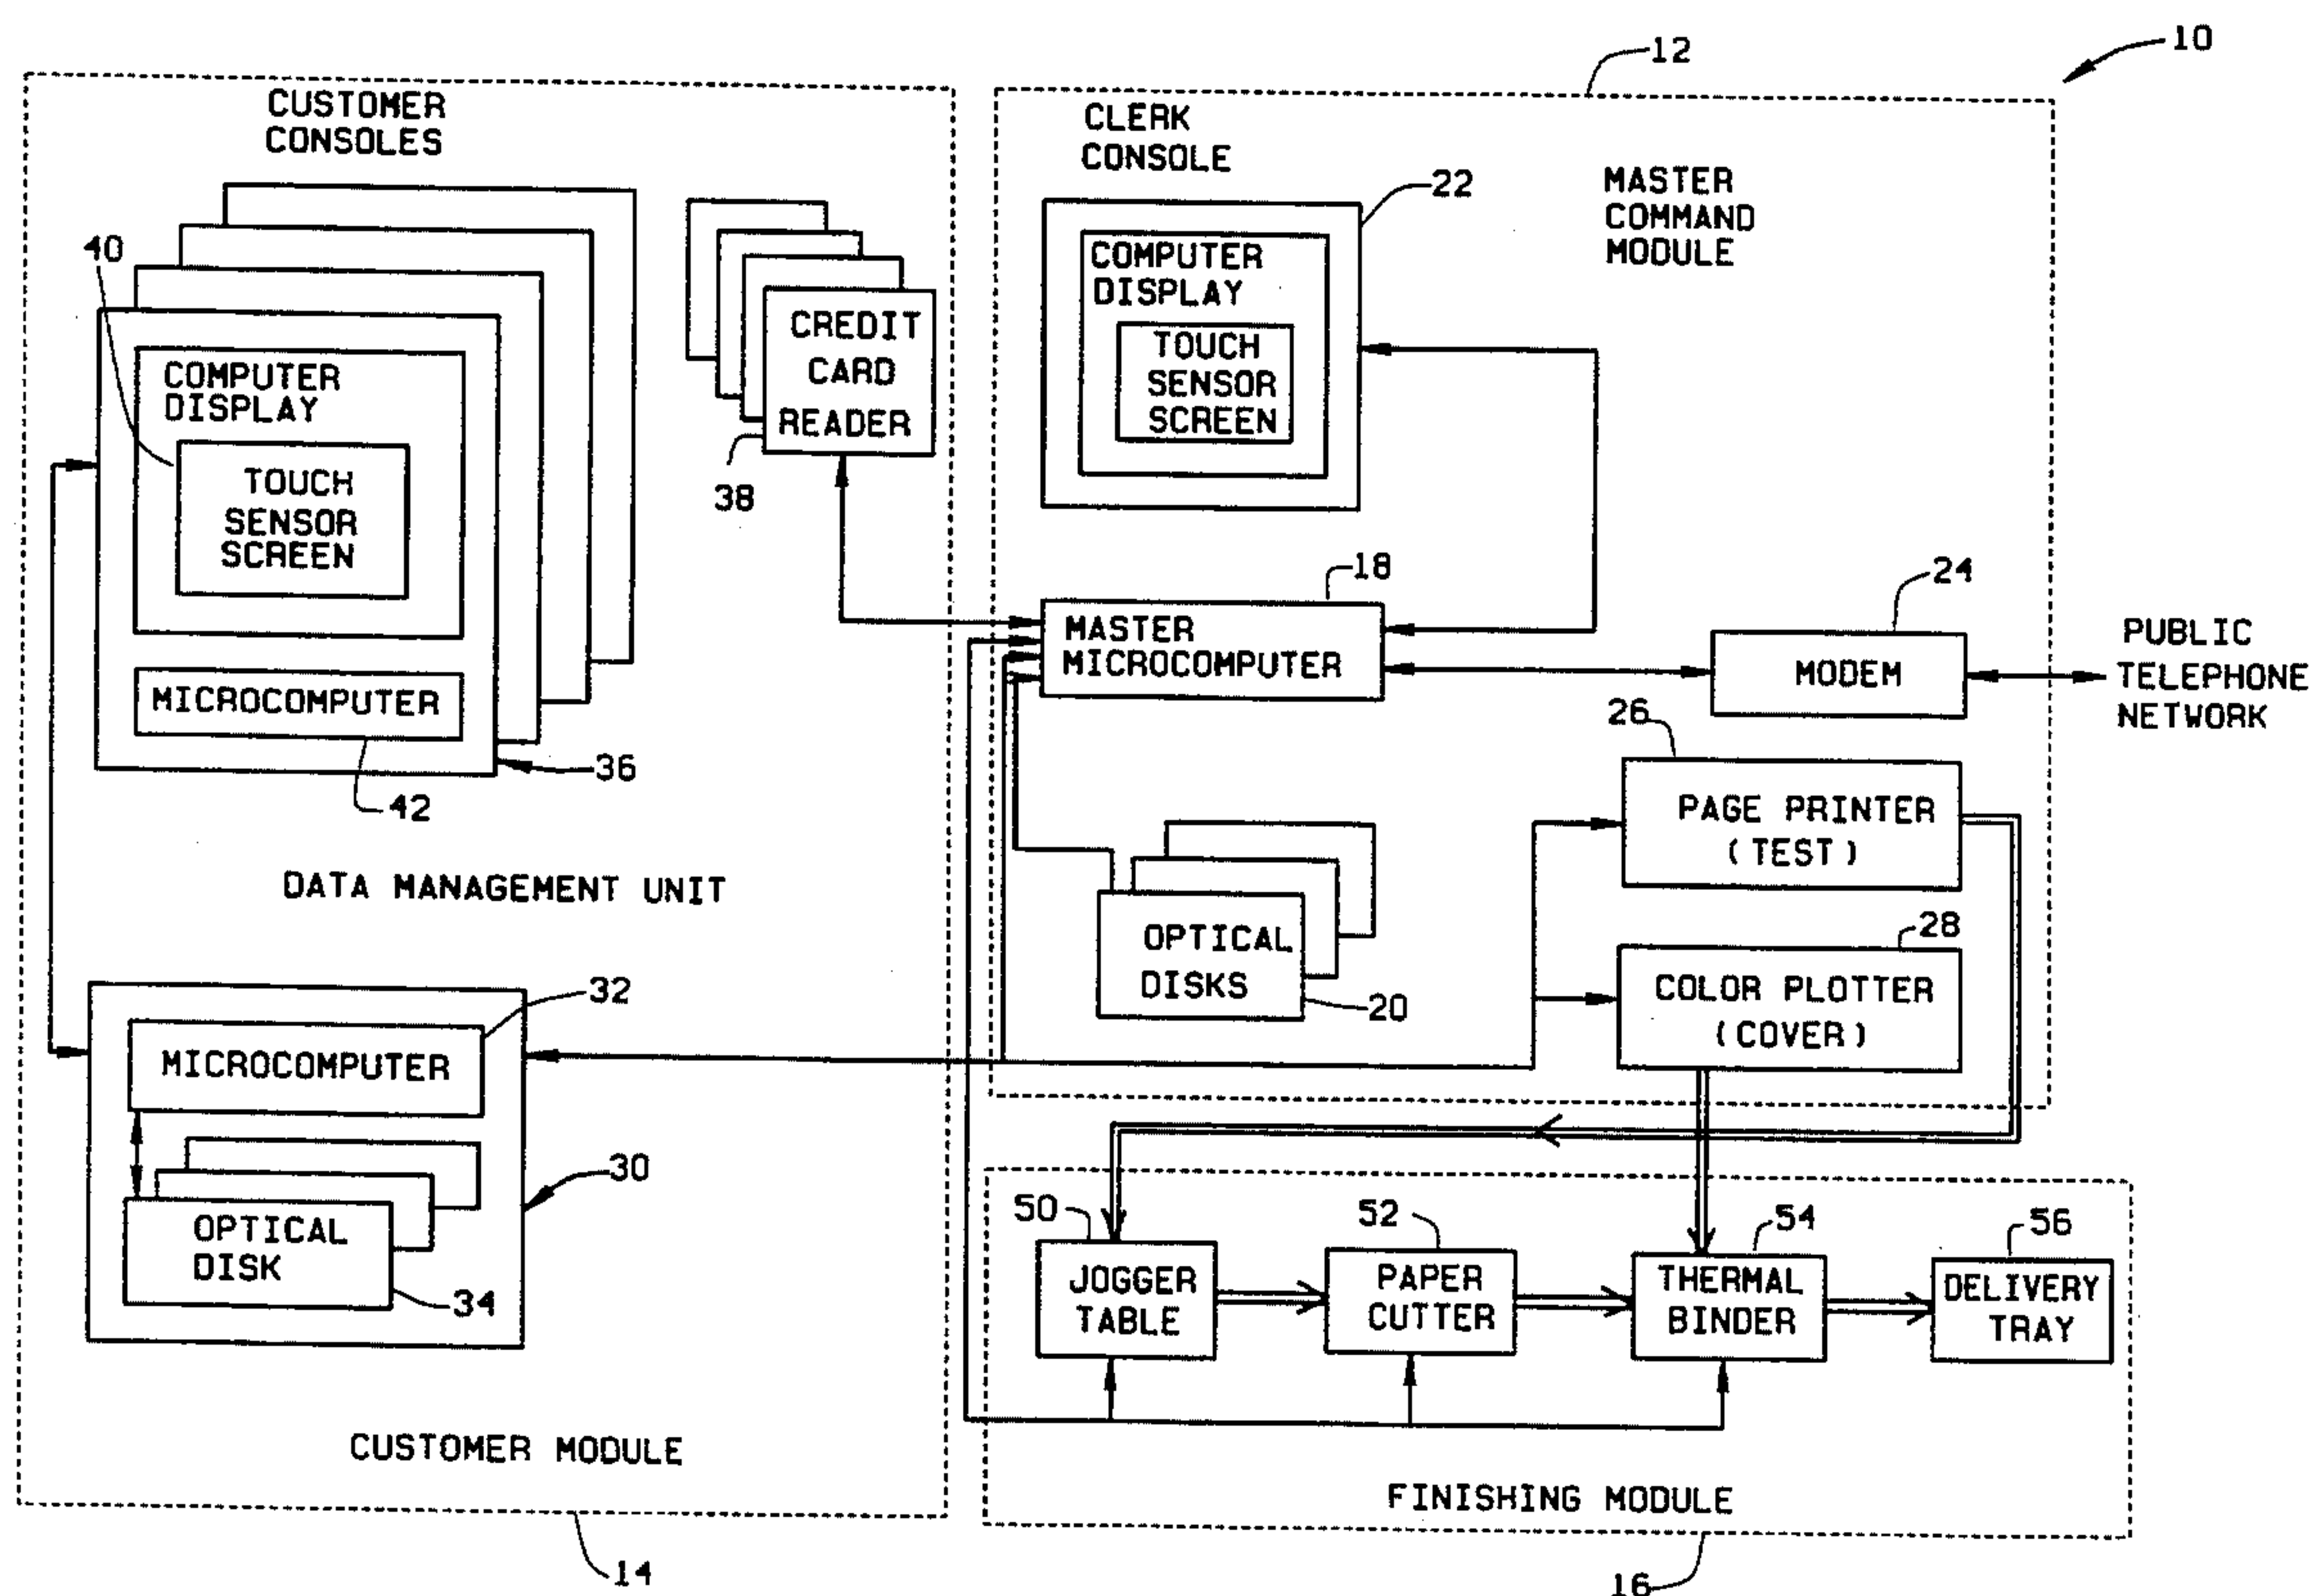 10
12
CUSTOMER
CONSOLES
40
COMPUTER
DISPLAY
TOUCH
SENSOR
SCREEN
MICROCOMPUTER
36
42
CREDIT
CARD
READER
38
DATA MANAGEMENT UNIT
32
MICROCOMPUTER
30
OPTICAL
DISK
34
CUSTOMER MODULE
14
CLERK
CONSOLE
22
MASTER
COMMAND
MODULE
COMPUTER
DISPLAY
TOUCH
SENSOR
SCREEN
18
MASTER
MICROCOMPUTER
24
MODEM
PUBLIC
TELEPHONE
NETWORK
26
PAGE PRINTER
(TEST)
OPTICAL
DISKS
20
28
COLOR PLOTTER
(COVER)
50
JOGGER
TABLE
52
PAPER
CUTTER
54
THERMAL
BINDER
56
DELIVERY
TRAY
FINISHING MODULE
16